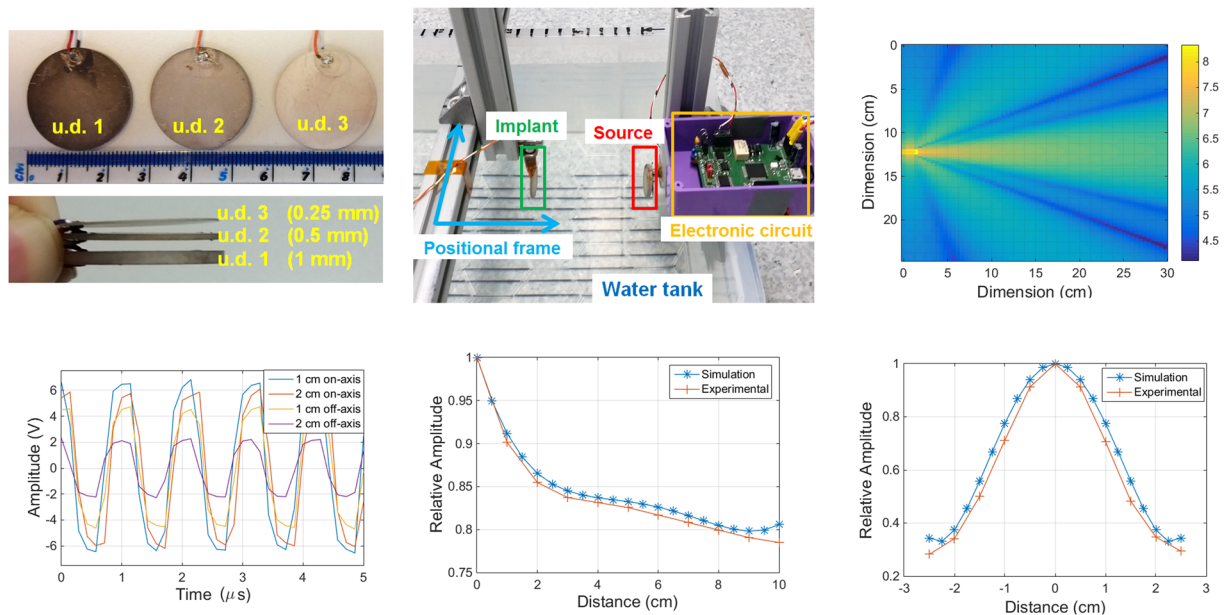 u.d. 1
u.d. 2
u.d. 3
1 2 3 4 5 6 7 8
u.d. 3 (0.25 mm)
u.d. 2 (0.5 mm)
u.d. 1 (1 mm)
Implant
Source
Positional frame
Electronic circuit
Water tank
Dimension (cm)
0
5
10
15
20
0 5 10 15 20 25 30
Dimension (cm)
8
7.5
7
6.5
6
5.5
5
4.5
Amplitude (V)
6
4
2
0
-2
-4
-6
1 cm on-axis
2 cm on-axis
1 cm off-axis
2 cm off-axis
0 1 2 3 4 5
Time (μs)
Relative Amplitude
1
0.95
0.9
0.85
0.8
0.75
Simulation
Experimental
0 2 4 6 8 10
Distance (cm)
Relative Amplitude
1
0.8
0.6
0.4
0.2
Simulation
Experimental
-3 -2 -1 0 1 2 3
Distance (cm)